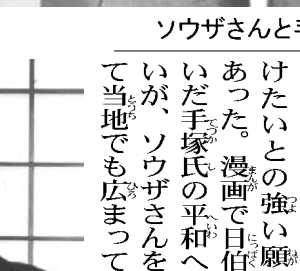 ソウザさんと手
けたいとの強い願
あった。漫画で日伯
いだ手塚氏の平和へ
いが、ソウザさんを
て当地でも広まって